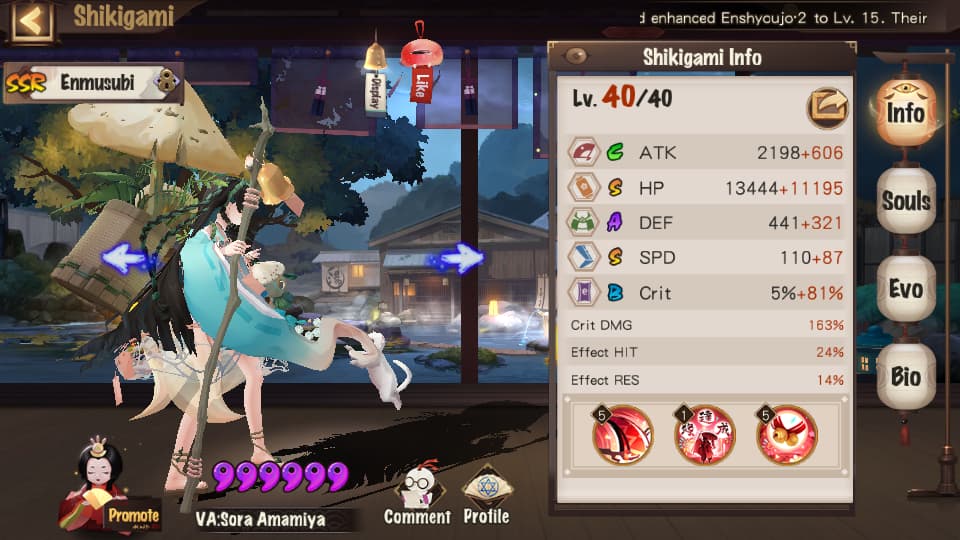 Shikigami
d enhanced Enshyoujo·2 to Lv. 15. Their
SSR Enmusubi
Display
Like
Shikigami Info
Lv. 40/40
C ATK 2198+606
S HP 13444+11195
A DEF 441+321
S SPD 110+87
B Crit 5%+81%
Crit DMG 163%
Effect HIT 24%
Effect RES 14%
5 1 5
Info
Souls
Evo
Bio
999999
Promote
VA:Sora Amamiya
Comment
Profile